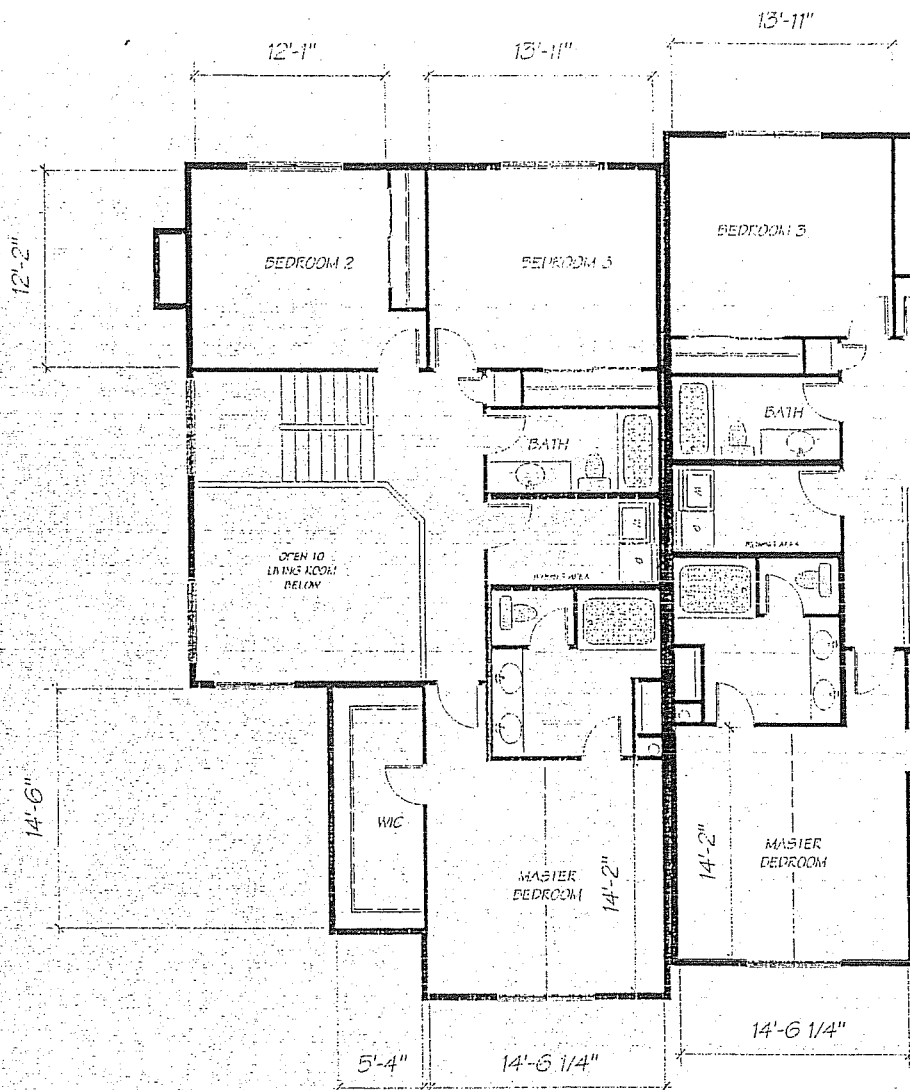 13'-11"
12'-1"
13'-11"
12'-2"
BEDROOM 2
BEDROOM 3
BEDROOM 3
BATH
BATH
OPEN TO
LIVING ROOM
BELOW
14'-6"
WIC
MASTER
BEDROOM
14'-2"
14'-2"
MASTER
BEDROOM
5'-4"
14'-6 1/4"
14'-6 1/4"